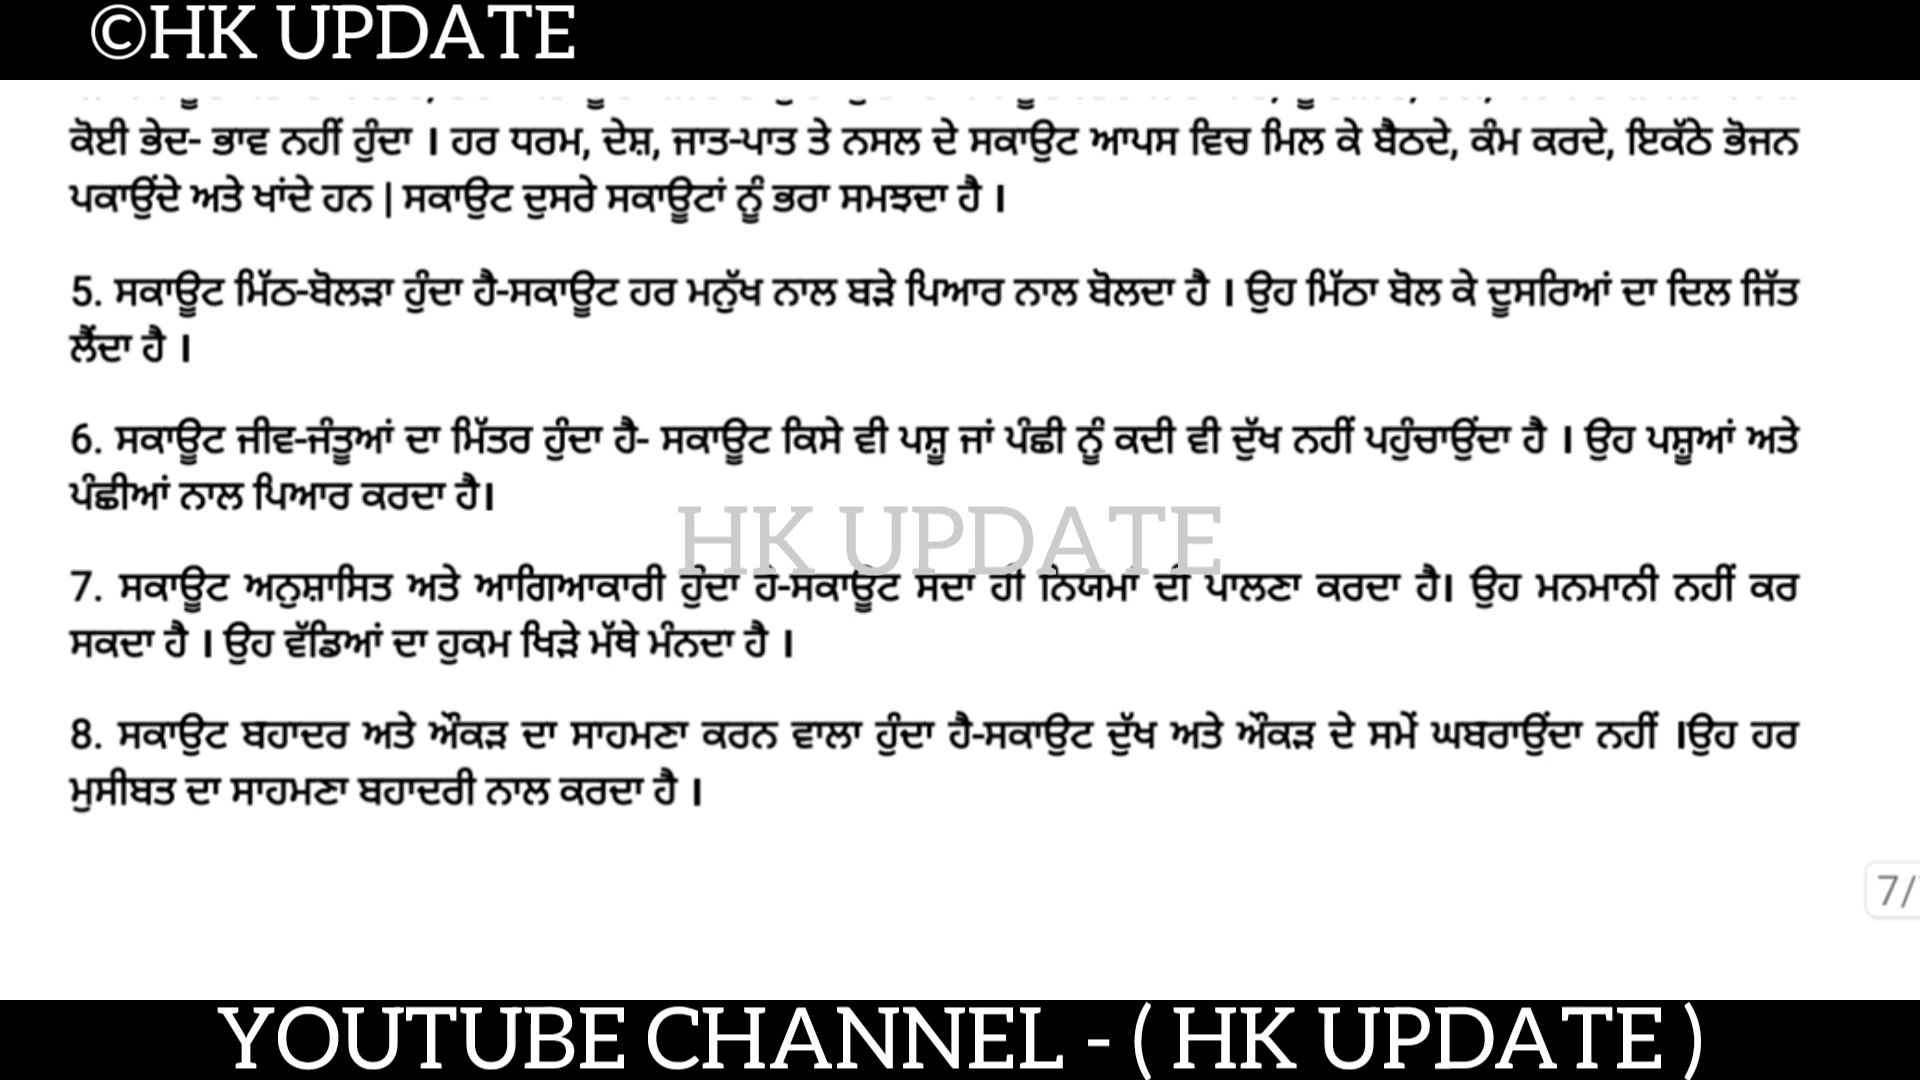 ©HK UPDATE
ਕੋਈ ਭੇਦ- ਭਾਵ ਨਹੀਂ ਹੁੰਦਾ । ਹਰ ਧਰਮ, ਦੇਸ਼, ਜਾਤ-ਪਾਤ ਤੇ ਨਸਲ ਦੇ ਸਕਾਉਟ ਆਪਸ ਵਿਚ ਮਿਲ ਕੇ ਬੈਠਦੇ, ਕੰਮ ਕਰਦੇ, ਇਕੱਠੇ ਭੋਜਨ
ਪਕਾਉਂਦੇ ਅਤੇ ਖਾਂਦੇ ਹਨ | ਸਕਾਉਟ ਦੁਸਰੇ ਸਕਾਊਟਾਂ ਨੂੰ ਭਰਾ ਸਮਝਦਾ ਹੈ ।
5. ਸਕਾਊਟ ਮਿੱਠ-ਬੋਲੜਾ ਹੁੰਦਾ ਹੈ-ਸਕਾਊਟ ਹਰ ਮਨੁੱਖ ਨਾਲ ਬੜੇ ਪਿਆਰ ਨਾਲ ਬੋਲਦਾ ਹੈ । ਉਹ ਮਿੱਠਾ ਬੋਲ ਕੇ ਦੂਸਰਿਆਂ ਦਾ ਦਿਲ ਜਿੱਤ
ਲੈਂਦਾ ਹੈ ।
6. ਸਕਾਊਟ ਜੀਵ-ਜੰਤੂਆਂ ਦਾ ਮਿੱਤਰ ਹੁੰਦਾ ਹੈ- ਸਕਾਊਟ ਕਿਸੇ ਵੀ ਪਸ਼ੂ ਜਾਂ ਪੰਛੀ ਨੂੰ ਕਦੀ ਵੀ ਦੁੱਖ ਨਹੀਂ ਪਹੁੰਚਾਉਂਦਾ ਹੈ । ਉਹ ਪਸ਼ੂਆਂ ਅਤੇ
ਪੰਛੀਆਂ ਨਾਲ ਪਿਆਰ ਕਰਦਾ ਹੈ।
HK UPDATE
7. ਸਕਾਊਟ ਅਨੁਸ਼ਾਸਿਤ ਅਤੇ ਆਗਿਆਕਾਰੀ ਹੁੰਦਾ ਹੈ-ਸਕਾਊਟ ਸਦਾ ਹੀ ਨਿਯਮਾਂ ਦੀ ਪਾਲਣਾ ਕਰਦਾ ਹੈ। ਉਹ ਮਨਮਾਨੀ ਨਹੀਂ ਕਰ
ਸਕਦਾ ਹੈ । ਉਹ ਵੱਡਿਆਂ ਦਾ ਹੁਕਮ ਖਿੜੇ ਮੱਥੇ ਮੰਨਦਾ ਹੈ ।
8. ਸਕਾਉਟ ਬਹਾਦਰ ਅਤੇ ਔਕੜ ਦਾ ਸਾਹਮਣਾ ਕਰਨ ਵਾਲਾ ਹੁੰਦਾ ਹੈ-ਸਕਾਉਟ ਦੁੱਖ ਅਤੇ ਔਕੜ ਦੇ ਸਮੇਂ ਘਬਰਾਉਂਦਾ ਨਹੀਂ ।ਉਹ ਹਰ
ਮੁਸੀਬਤ ਦਾ ਸਾਹਮਣਾ ਬਹਾਦਰੀ ਨਾਲ ਕਰਦਾ ਹੈ ।
7/
YOUTUBE CHANNEL - ( HK UPDATE )